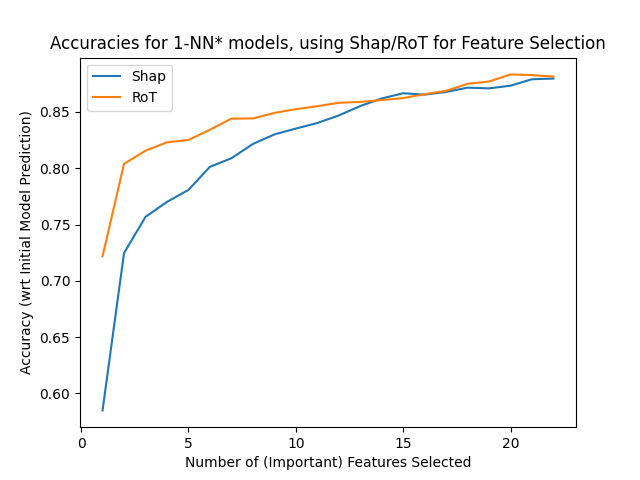 Accuracies for 1-NN* models, using Shap/RoT for Feature Selection
Shap
RoT
Accuracy (wrt Initial Model Prediction)
0.85
0.80
0.75
0.70
0.65
0.60
0
5
10
15
20
Number of (Important) Features Selected